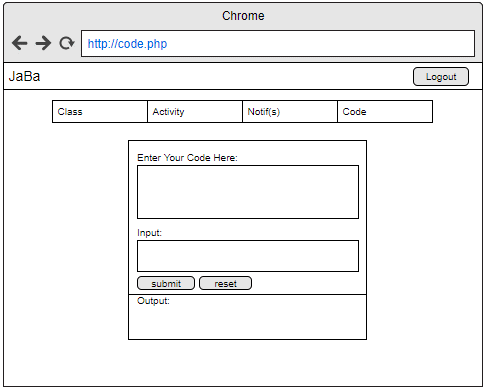 Chrome
http://code.php
JaBa Logout
Class Activity Notif(s) Code
Enter Your Code Here:
Input:
submit reset
Output: